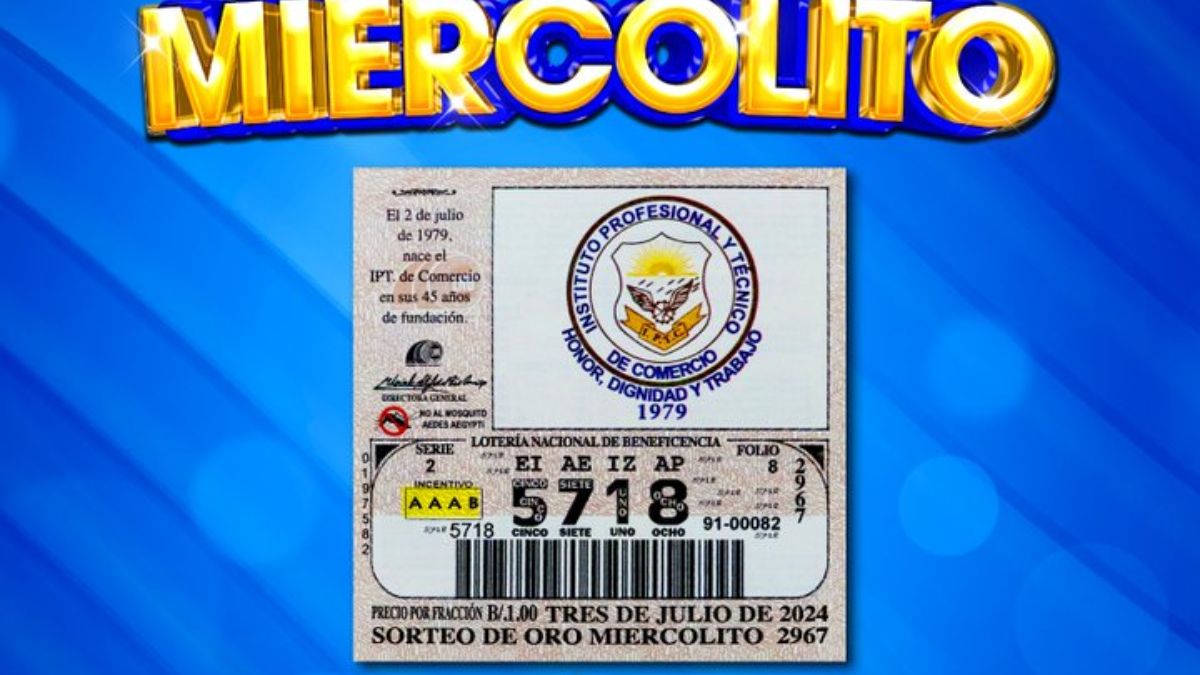 MIERCOLITO
El 2 de julio
de 1979,
nace el
IPT. de Comercio
en sus 45 años
de fundación.
DIRECTORA GENERAL
NO AL MOSQUITO
AEDES AEGYPTI
INSTITUTO PROFESIONAL Y TÉCNICO
DE COMERCIO
I. P. T. C.
HONOR, DIGNIDAD Y TRABAJO
1979
LOTERÍA NACIONAL DE BENEFICENCIA
SERIE
2
EI AE IZ AP
FOLIO
8
2967
0197582
INCENTIVO
AAAB
CINCO SIETE UNO OCHO
5718
CINCO SIETE UNO OCHO
5718
91-00082
PRECIO POR FRACCIÓN B/.1.00 TRES DE JULIO DE 2024
SORTEO DE ORO MIERCOLITO 2967